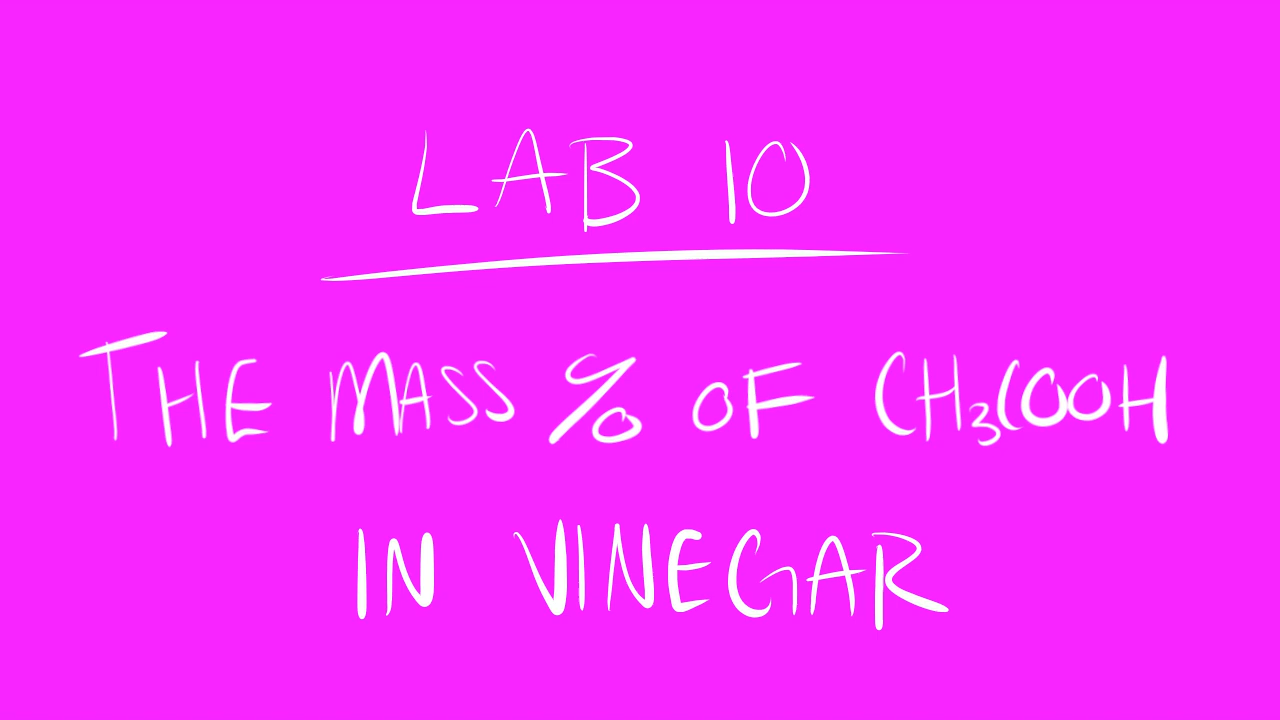 LAB 10
THE MASS % OF CH₃COOH
IN VINEGAR